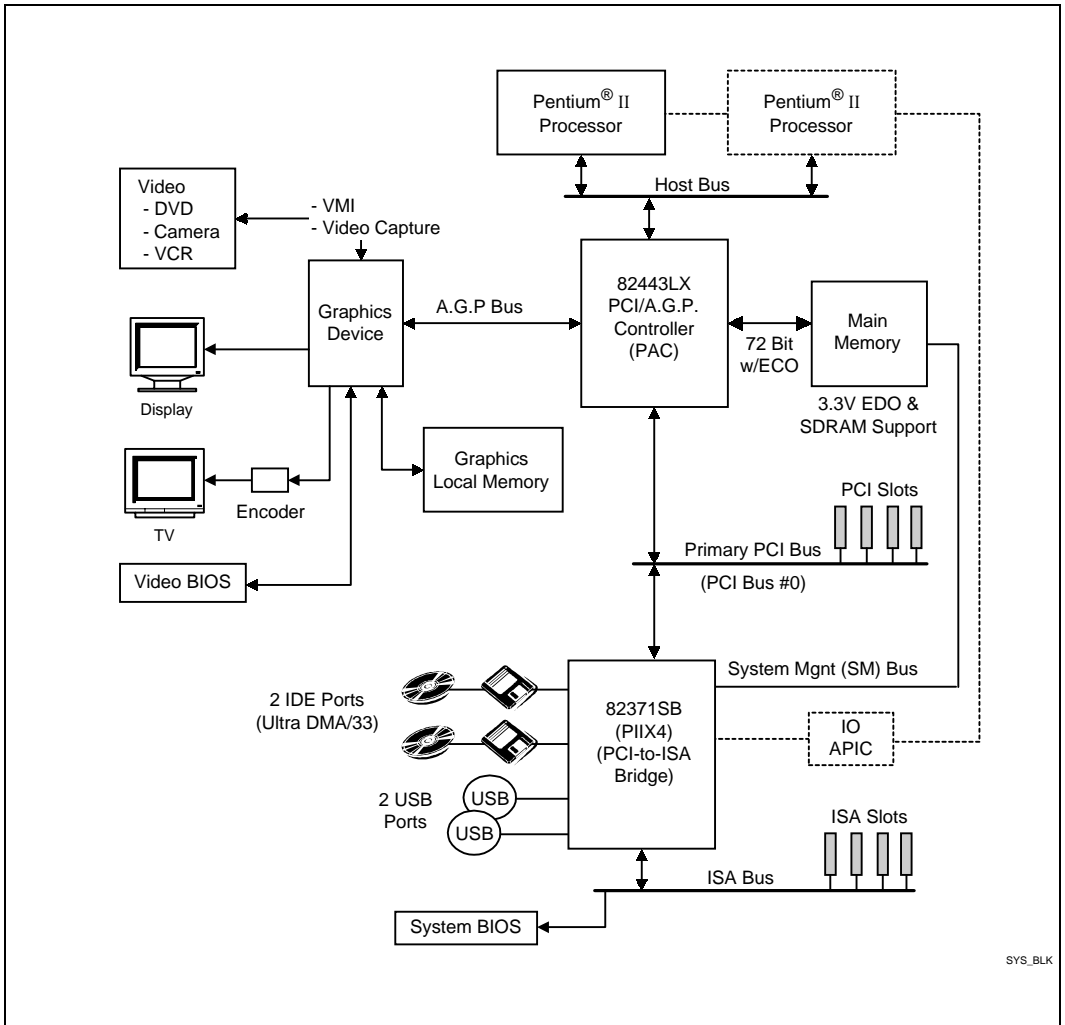 Pentium® II
Processor
Pentium® II
Processor
Host Bus
Video
- DVD
- Camera
- VCR
- VMI
- Video Capture
Graphics
Device
A.G.P Bus
82443LX
PCI/A.G.P.
Controller
(PAC)
72 Bit
w/ECO
Main
Memory
3.3V EDO &
SDRAM Support
Display
TV
Encoder
Graphics
Local Memory
Video BIOS
PCI Slots
Primary PCI Bus
(PCI Bus #0)
System Mgnt (SM) Bus
2 IDE Ports
(Ultra DMA/33)
82371SB
(PIIX4)
(PCI-to-ISA
Bridge)
IO
APIC
2 USB
Ports
USB
USB
ISA Slots
ISA Bus
System BIOS
SYS_BLK